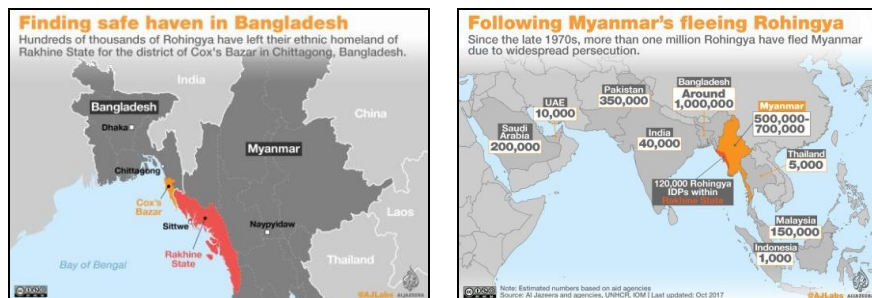 Finding safe haven in Bangladesh
Hundreds of thousands of Rohingya have left their ethnic homeland of
Rakhine State for the district of Cox's Bazar in Chittagong, Bangladesh.
India
China
Bangladesh
Dhaka
Myanmar
Chittagong
Cox's
Bazar
Sittwe
Naypyidaw
Laos
Rakhine
State
Thailand
Bay of Bengal
@AJLabs
ALJAZEERA
Following Myanmar's fleeing Rohingya
Since the late 1970s, more than one million Rohingya have fled Myanmar
due to widespread persecution.
Bangladesh
Around
1,000,000
Pakistan
350,000
UAE
10,000
Myanmar
500,000-
700,000
Saudi
Arabia
200,000
India
40,000
Thailand
5,000
120,000 Rohingya
IDPs within
Rakhine State
Malaysia
150,000
Indonesia
1,000
Note: Estimated numbers based on aid agencies
Source: Al Jazeera and agencies, UNHCR, IOM | Last updated: Oct 2017
@AJLabs
ALJAZEERA